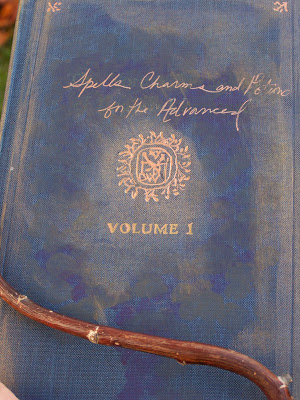 Spells Charms and Potions
for the Advanced
VOLUME 1